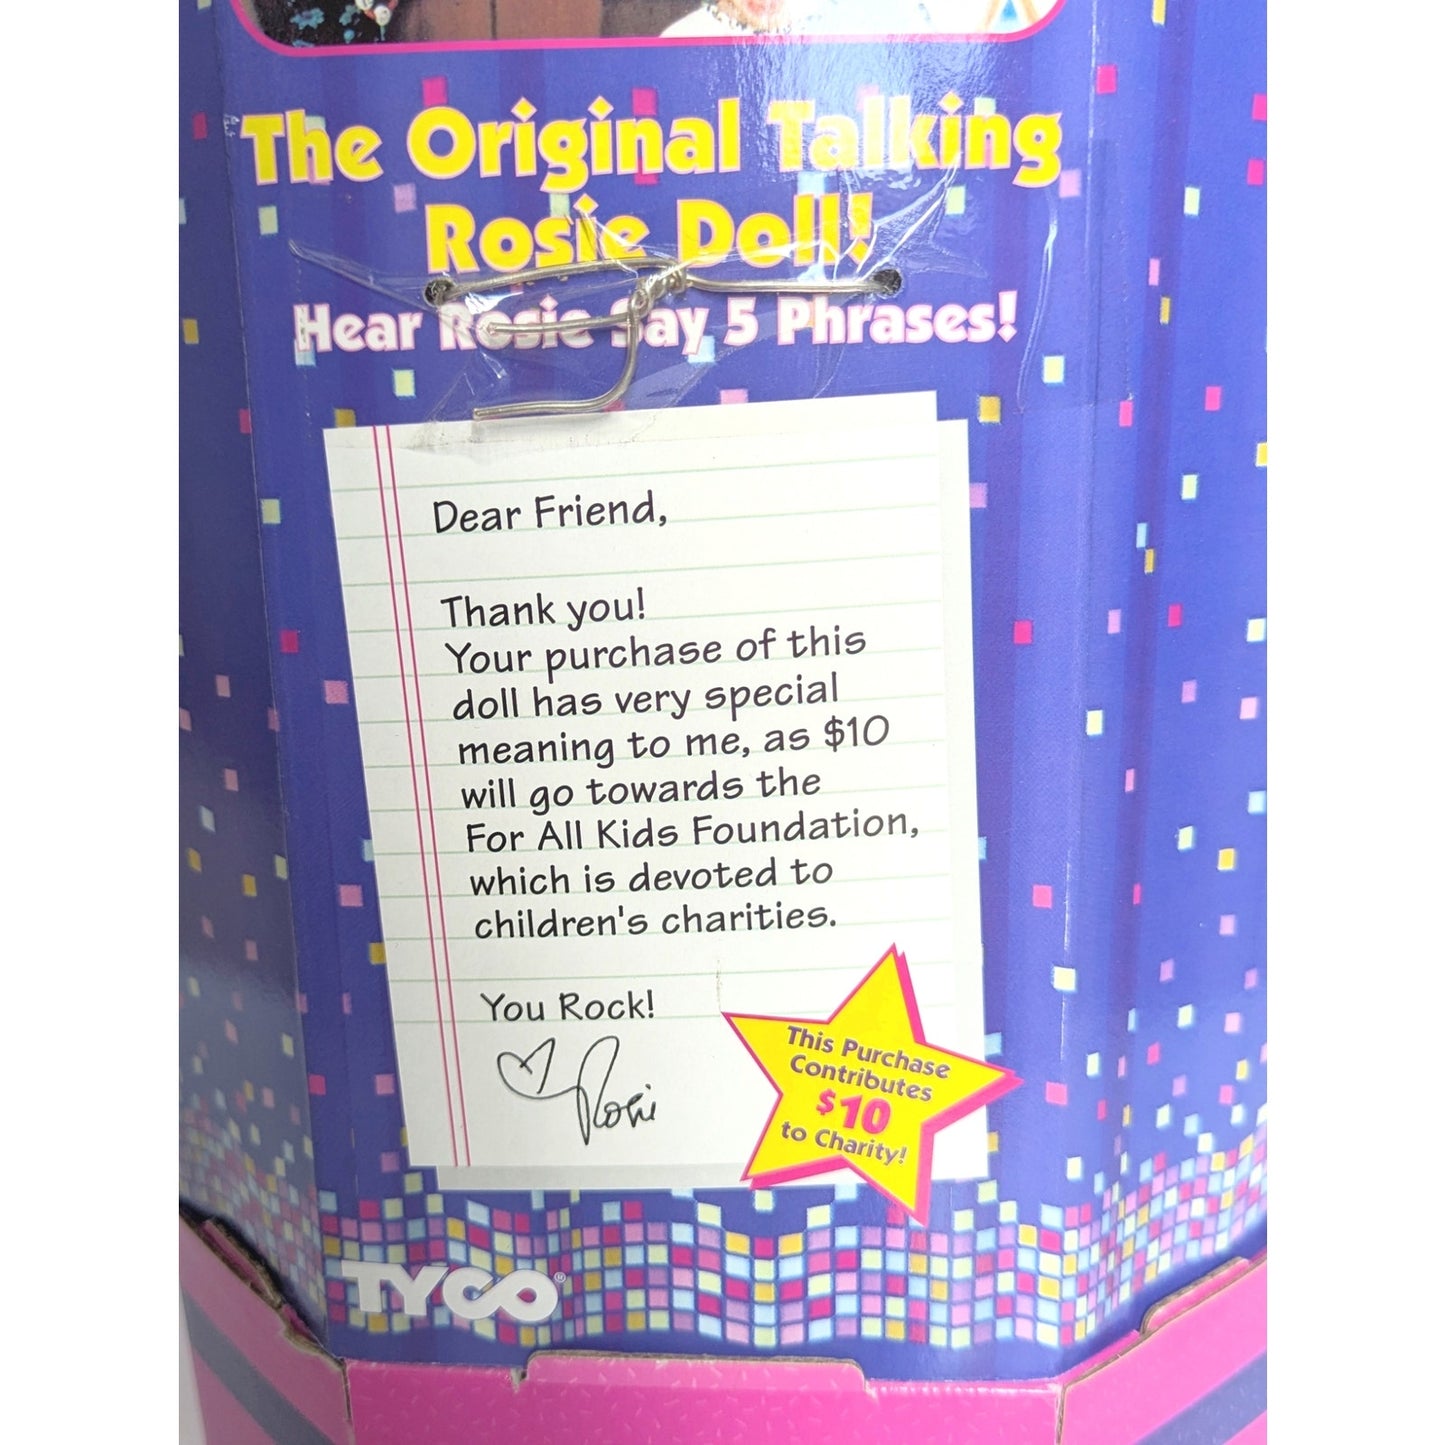 The Original Talking
Rosie Doll!
Hear Rosie Say 5 Phrases!
Dear Friend,
Thank you!
Your purchase of this
doll has very special
meaning to me, as $10
will go towards the
For All Kids Foundation,
which is devoted to
children's charities.
You Rock!
Rosie
This Purchase
Contributes
$10
to Charity!
TYCO®